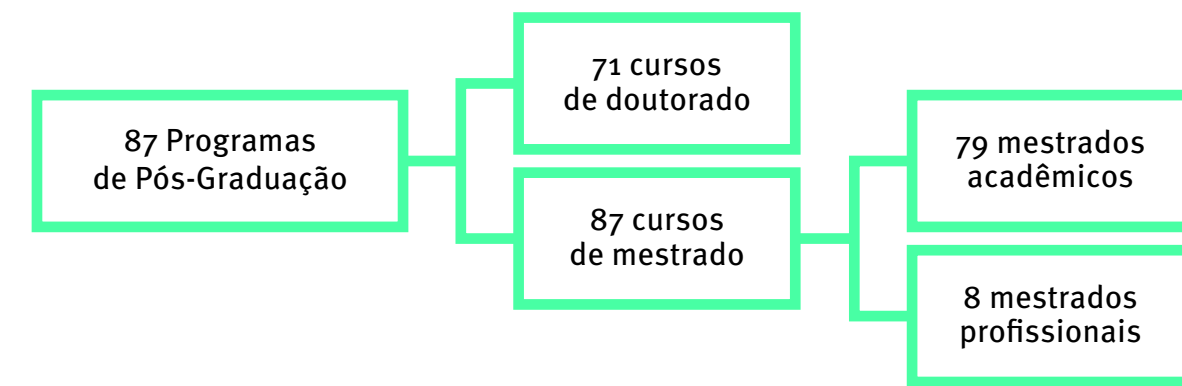 87 Programas
de Pós-Graduação
71 cursos
de doutorado
87 cursos
de mestrado
79 mestrados
acadêmicos
8 mestrados
profissionais